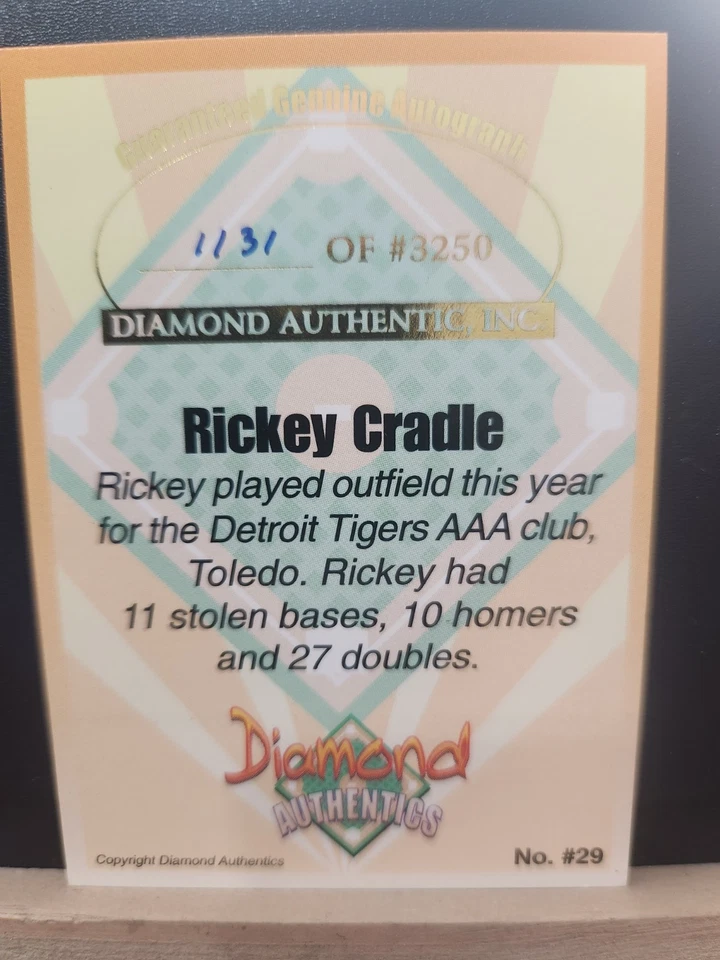 Guaranteed Genuine Autograph
1131 OF #3250
DIAMOND AUTHENTIC, INC.
Rickey Cradle
Rickey played outfield this year
for the Detroit Tigers AAA club,
Toledo. Rickey had
11 stolen bases, 10 homers
and 27 doubles.
Diamond
AUTHENTICS
Copyright Diamond Authentics
No. #29